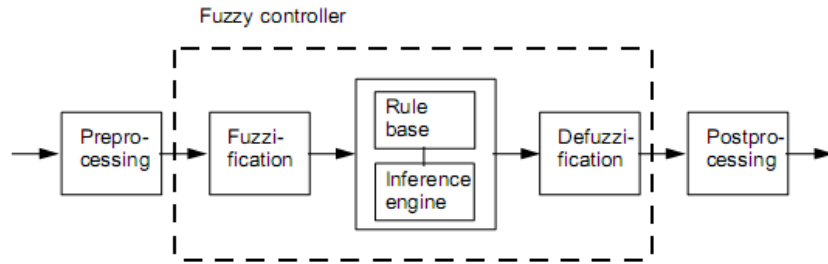 Fuzzy controller
Prepro-
cessing
Fuzzi-
fication
Rule
base
Inference
engine
Defuzzi-
fication
Postpro-
cessing